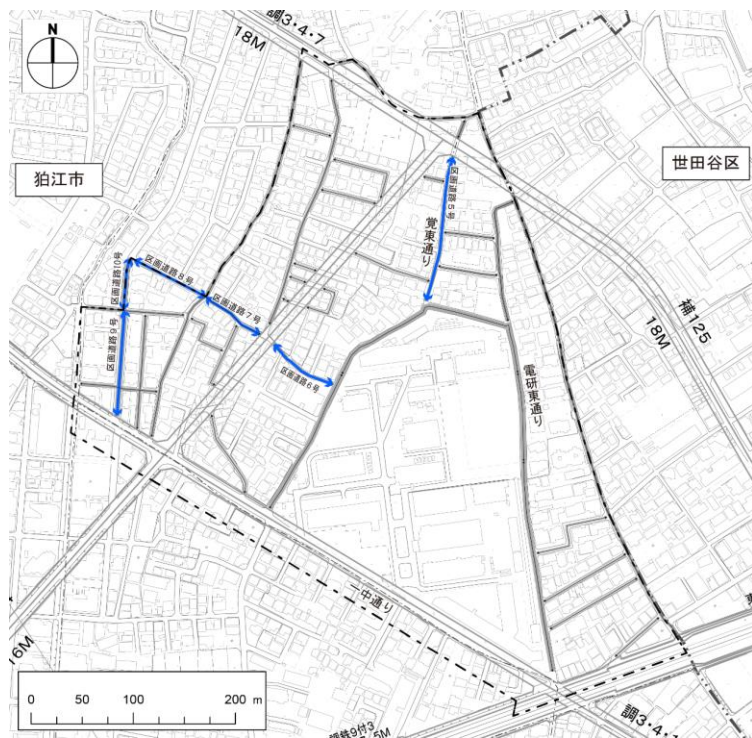 N
調3・4・7
18M
狛江市
世田谷区
区画道路5号
覚東通り
区画道路10号
区画道路8号
区画道路7号
区画道路9号
区画道路6号
補125
18M
電研東通り
一中通り
16M
0 50 100 200 m
調3・4・1